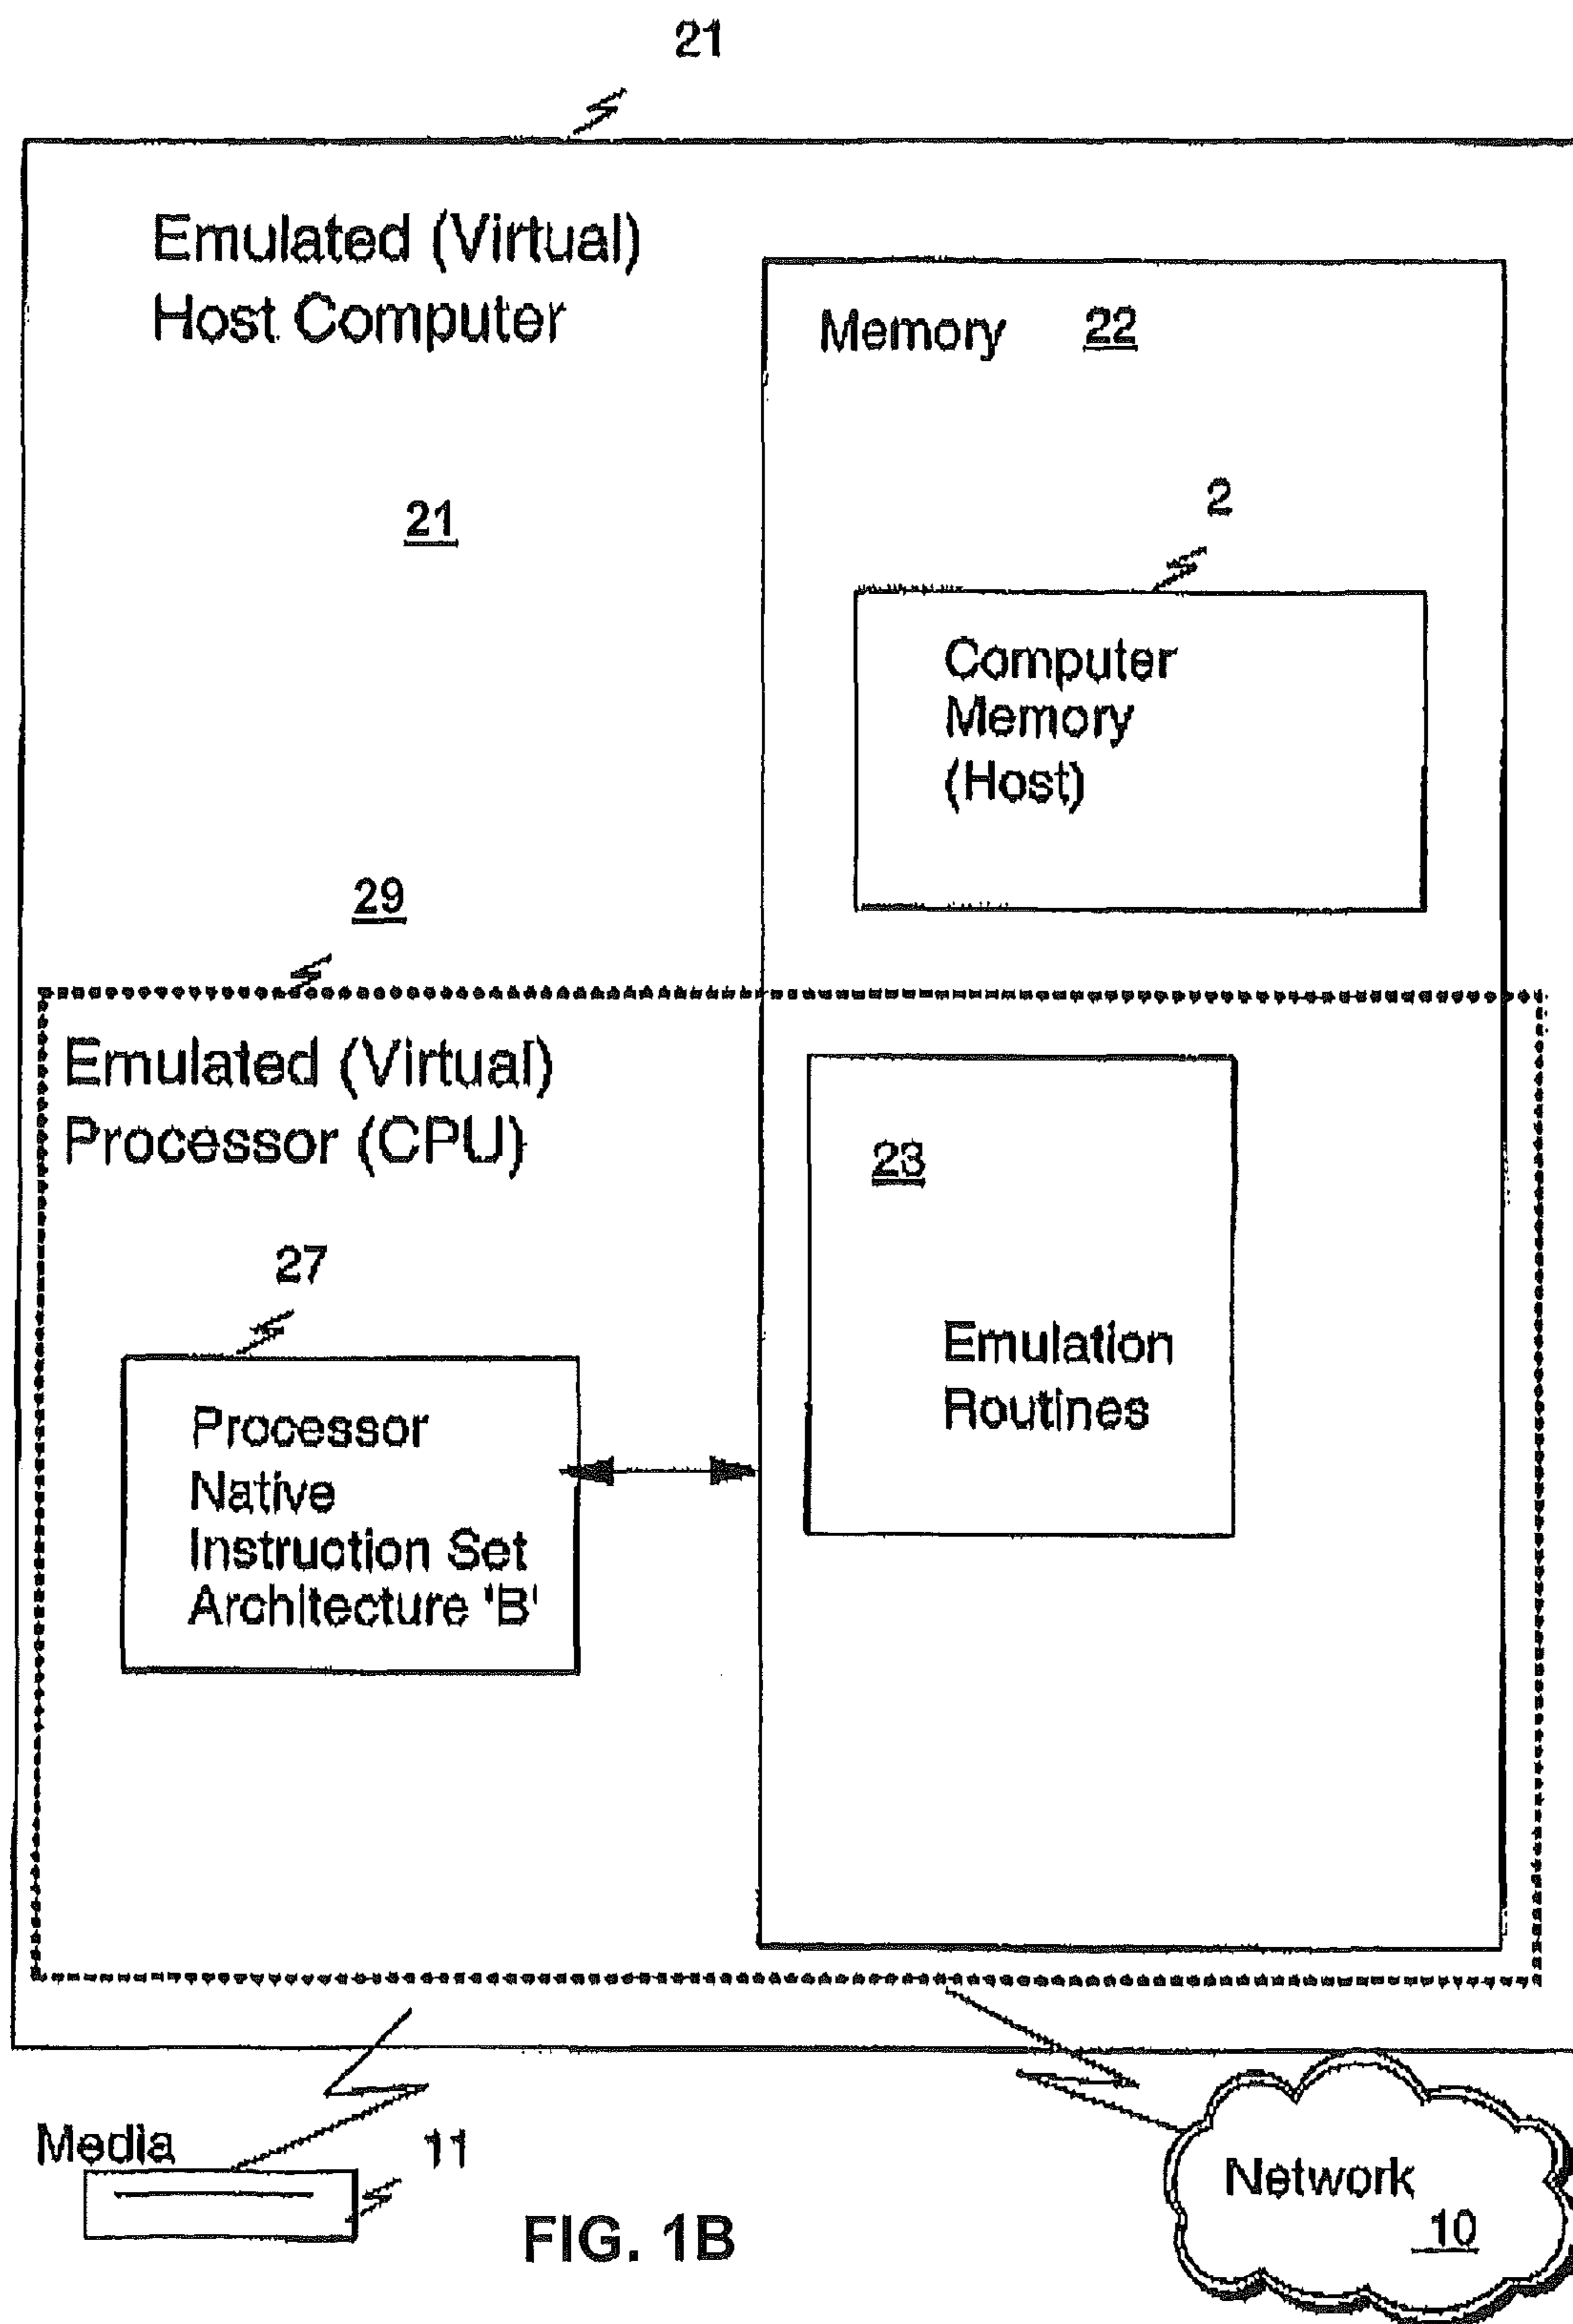 21
Emulated (Virtual)
Host Computer
Memory 22
21
2
Computer
Memory
(Host)
29
Emulated (Virtual)
Processor (CPU)
23
27
Emulation
Routines
Processor
Native
Instruction Set
Architecture 'B'
Media
11
Network
10
FIG. 1B